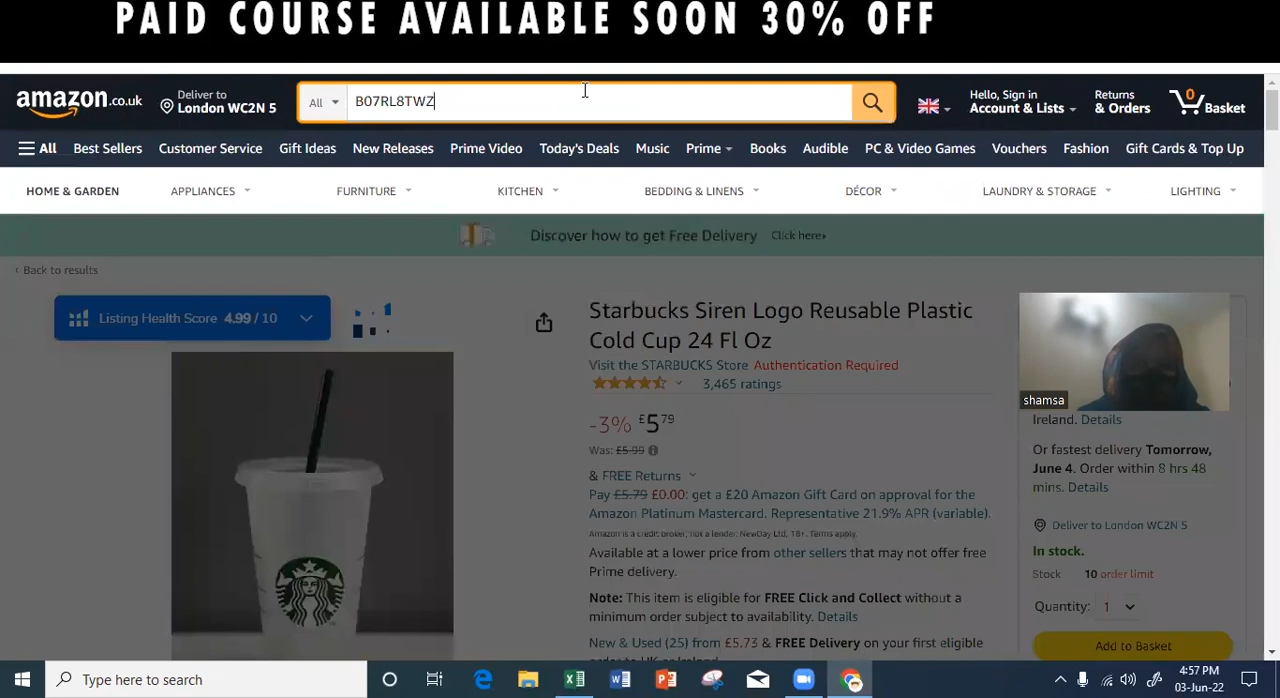 PAID COURSE AVAILABLE SOON 30% OFF
amazon.co.uk
Deliver to
London WC2N 5
All
B07RL8TWZ
Hello, Sign in
Account & Lists
Returns
& Orders
0
Basket
All Best Sellers Customer Service Gift Ideas New Releases Prime Video Today's Deals Music Prime Books Audible PC & Video Games Vouchers Fashion Gift Cards & Top Up
HOME & GARDEN APPLIANCES FURNITURE KITCHEN BEDDING & LINENS DÉCOR LAUNDRY & STORAGE LIGHTING
Discover how to get Free Delivery Click here
‹ Back to results
Listing Health Score 4.99 / 10
Starbucks Siren Logo Reusable Plastic
Cold Cup 24 Fl Oz
Visit the STARBUCKS Store Authentication Required
3,465 ratings
-3% £5 79
Was: £5.99
& FREE Returns
Pay £5.79 £0.00: get a £20 Amazon Gift Card on approval for the
Amazon Platinum Mastercard. Representative 21.9% APR (variable).
Amazon is a credit broker, not a lender. NewDay Ltd, 18+. Terms apply.
Available at a lower price from other sellers that may not offer free
Prime delivery.
Note: This item is eligible for FREE Click and Collect without a
minimum order subject to availability. Details
New & Used (25) from £5.73 & FREE Delivery on your first eligible
shamsa
Ireland. Details
Or fastest delivery Tomorrow,
June 4. Order within 8 hrs 48
mins. Details
Deliver to London WC2N 5
In stock.
Stock 10 order limit
Quantity: 1
Add to Basket
Type here to search
4:57 PM
03-Jun-22